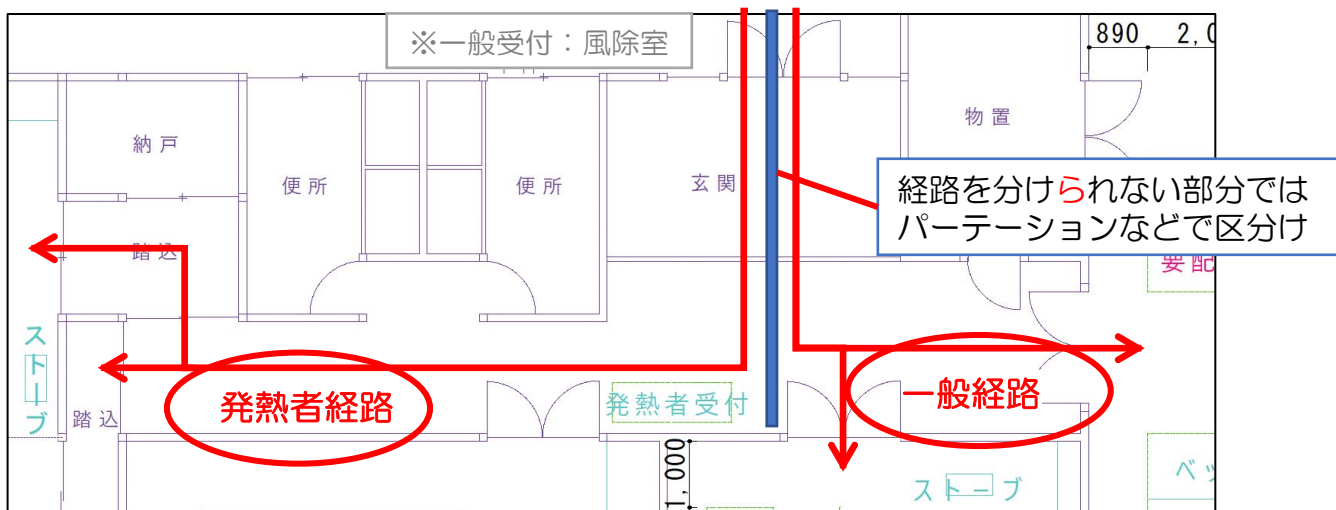 ※一般受付：風除室
890
2,0
納戸
便所
便所
玄関
物置
経路を分けられない部分では
パーテーションなどで区分け
踏込
要配
ストーブ
発熱者経路
発熱者受付
一般経路
踏込
1,000
ストーブ
ベッ